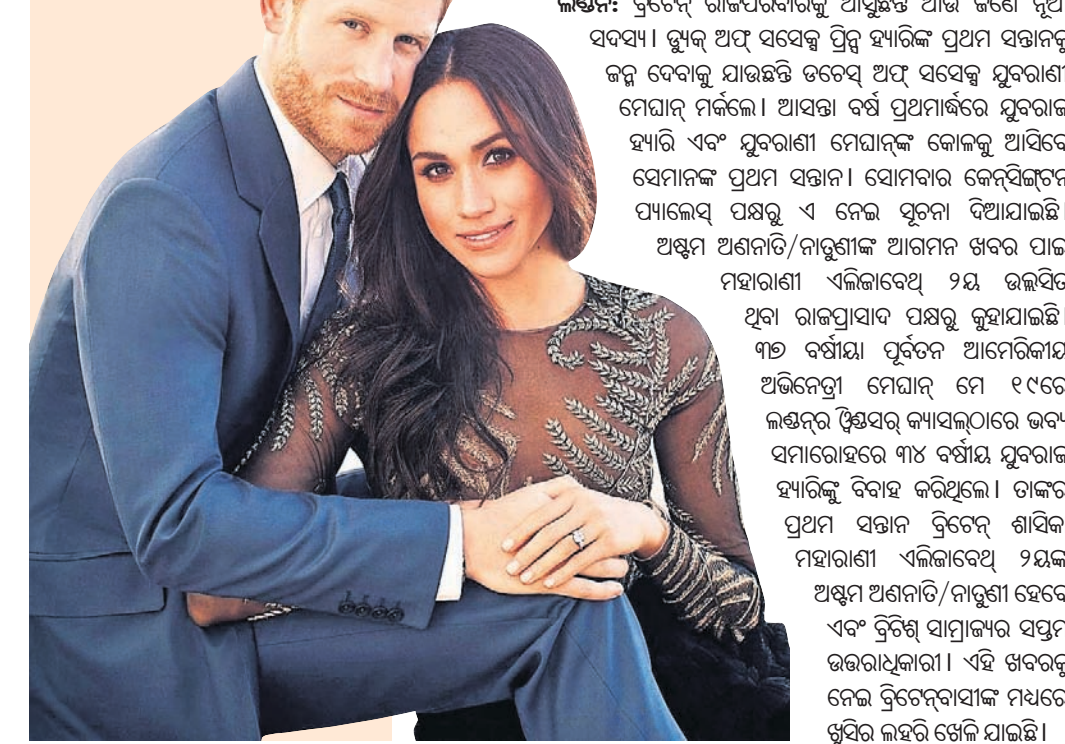 ଲଣ୍ଡନ: ବ୍ରିଟେନ୍ ରାଜପରିବାରକୁ ଆସୁଛନ୍ତି ଆଉ ଜଣେ ନୂଆ
ସଦସ୍ୟ। ଡ୍ୟୁକ୍ ଅଫ୍ ସସେକ୍ସ ପ୍ରିନ୍ସ ହ୍ୟାରିଙ୍କ ପ୍ରଥମ ସନ୍ତାନକୁ
ଜନ୍ମ ଦେବାକୁ ଯାଉଛନ୍ତି ଡଚେସ୍ ଅଫ୍ ସସେକ୍ସ ଯୁବରାଣୀ
ମେଘାନ୍ ମର୍କଲେ। ଆସନ୍ତା ବର୍ଷ ପ୍ରଥମାର୍ଦ୍ଧରେ ଯୁବରାଜ
ହ୍ୟାରି ଏବଂ ଯୁବରାଣୀ ମେଘାନ୍‌ଙ୍କ କୋଳକୁ ଆସିବେ
ସେମାନଙ୍କ ପ୍ରଥମ ସନ୍ତାନ। ସୋମବାର କେନ୍‌ସିଙ୍ଗ୍‌ଟନ
ପ୍ୟାଲେସ୍ ପକ୍ଷରୁ ଏ ନେଇ ସୂଚନା ଦିଆଯାଇଛି।
ଅଷ୍ଟମ ଅଣନାତି/ନାତୁଣୀଙ୍କ ଆଗମନ ଖବର ପାଇ
ମହାରାଣୀ ଏଲିଜାବେଥ୍ ୨ୟ ଉଲ୍ଲସିତ
ଥିବା ରାଜପ୍ରାସାଦ ପକ୍ଷରୁ କୁହାଯାଇଛି।
୩୭ ବର୍ଷୀୟା ପୂର୍ବତନ ଆମେରିକୀୟ
ଅଭିନେତ୍ରୀ ମେଘାନ୍ ମେ ୧୯ରେ
ଲଣ୍ଡନ୍‌ର ୱିଣ୍ଡସର୍ କ୍ୟାସଲ୍‌ଠାରେ ଭବ୍ୟ
ସମାରୋହରେ ୩୪ ବର୍ଷୀୟ ଯୁବରାଜ
ହ୍ୟାରିଙ୍କୁ ବିବାହ କରିଥିଲେ। ତାଙ୍କର
ପ୍ରଥମ ସନ୍ତାନ ବ୍ରିଟେନ୍ ଶାସିକା
ମହାରାଣୀ ଏଲିଜାବେଥ୍ ୨ୟଙ୍କ
ଅଷ୍ଟମ ଅଣନାତି/ନାତୁଣୀ ହେବେ
ଏବଂ ବ୍ରିଟିଶ୍ ସାମ୍ରାଜ୍ୟର ସପ୍ତମ
ଉତ୍ତରାଧିକାରୀ। ଏହି ଖବରକୁ
ନେଇ ବ୍ରିଟେନ୍‌ବାସୀଙ୍କ ମଧ୍ୟରେ
ଖୁସିର ଲହରି ଖେଳି ଯାଇଛି।